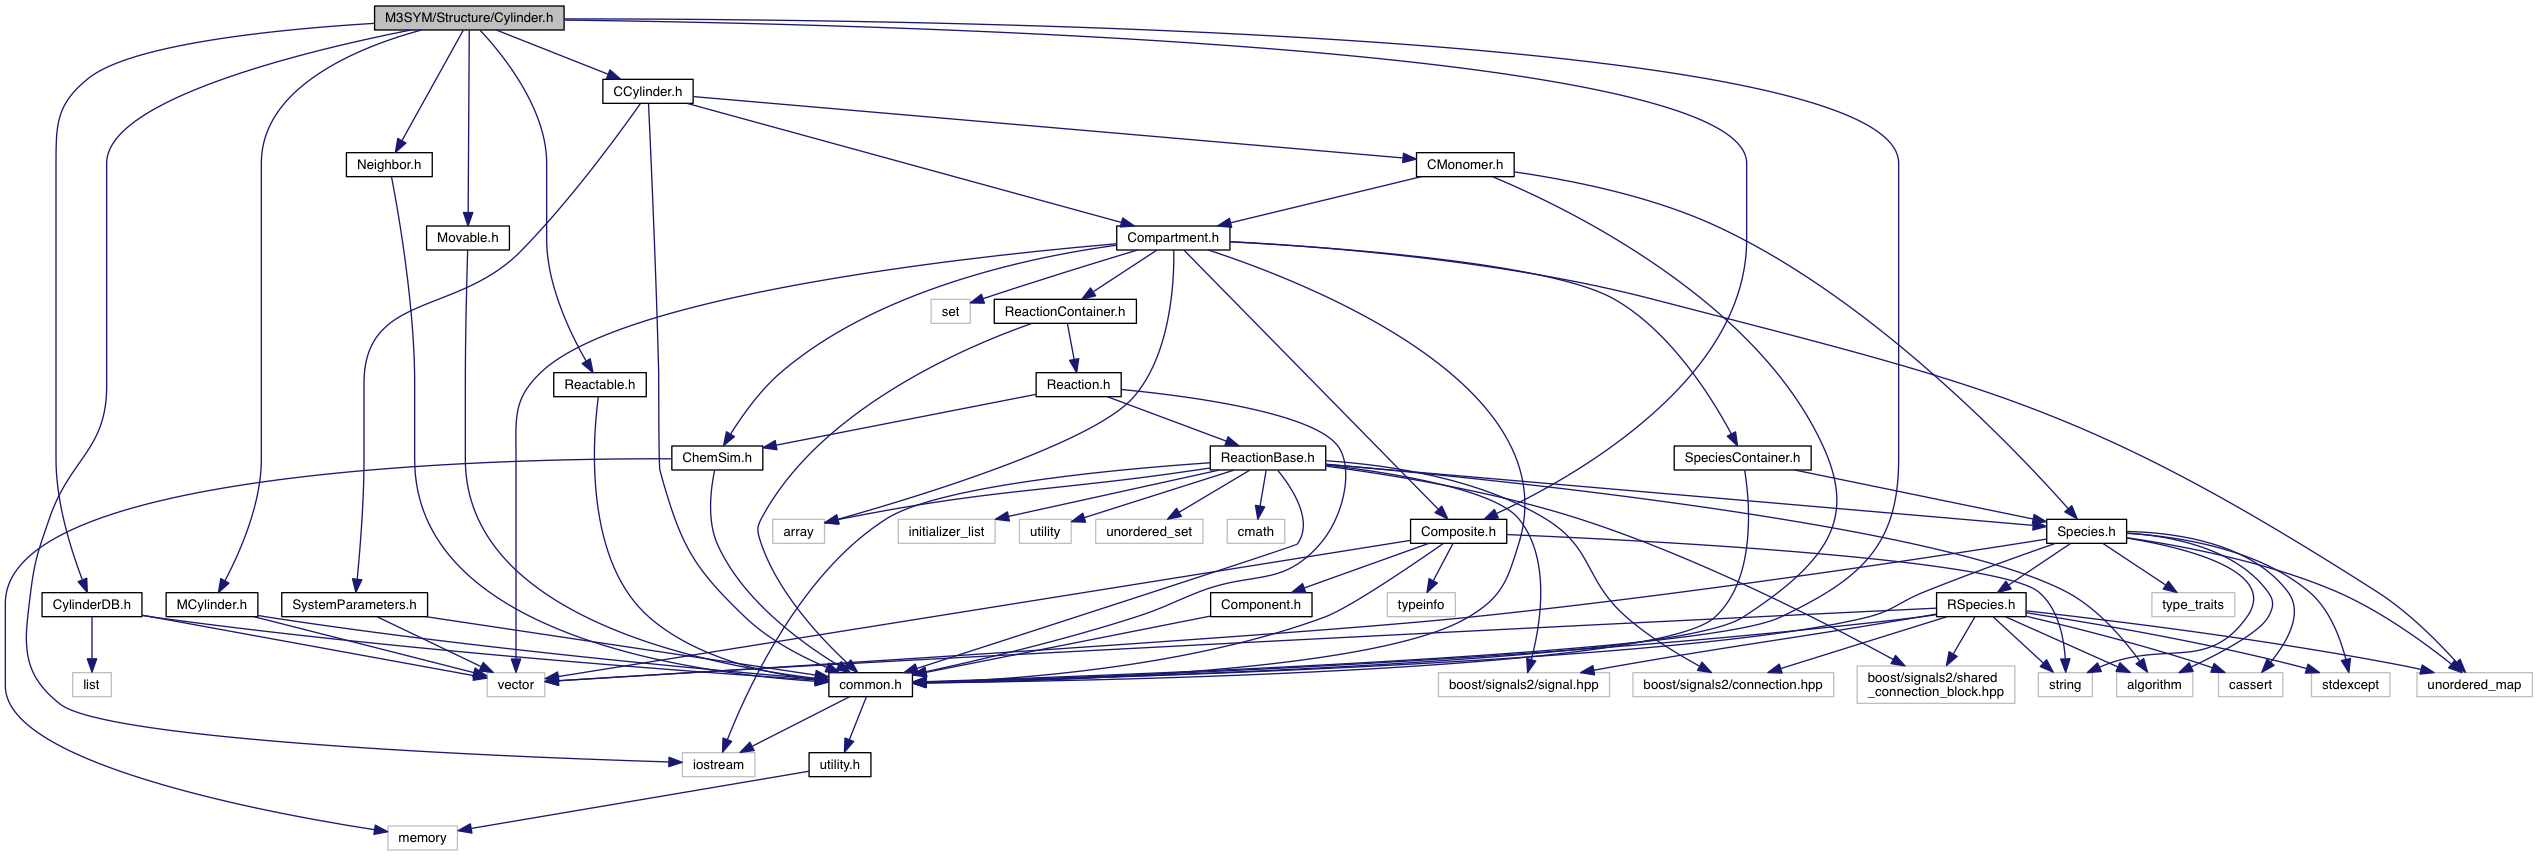 M3SYM/Structure/Cylinder.h
CCylinder.h
Neighbor.h
CMonomer.h
Movable.h
Compartment.h
set
ReactionContainer.h
Reactable.h
Reaction.h
ChemSim.h
ReactionBase.h
SpeciesContainer.h
array
initializer_list
utility
unordered_set
cmath
Composite.h
Species.h
CylinderDB.h
MCylinder.h
SystemParameters.h
Component.h
typeinfo
RSpecies.h
type_traits
list
vector
common.h
boost/signals2/signal.hpp
boost/signals2/connection.hpp
boost/signals2/shared
_connection_block.hpp
string
algorithm
cassert
stdexcept
unordered_map
iostream
utility.h
memory